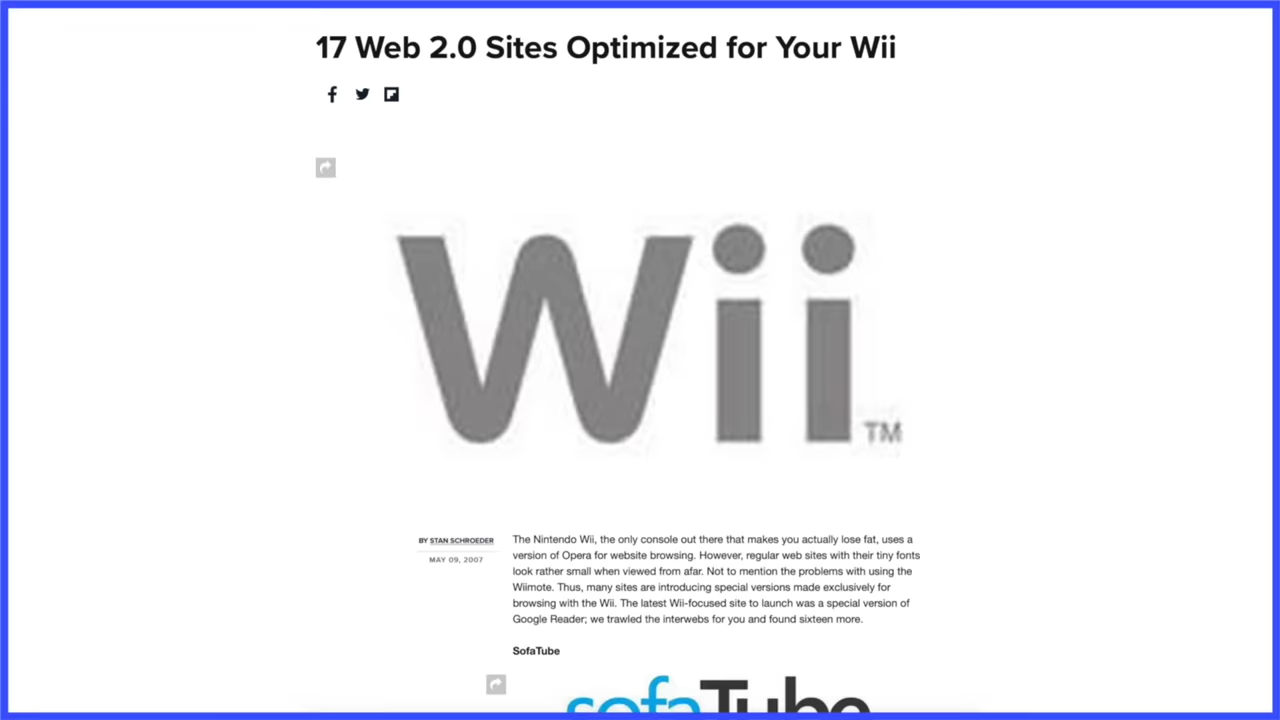 17 Web 2.0 Sites Optimized for Your Wii
Wii TM
BY STAN SCHROEDER
MAY 09, 2007
The Nintendo Wii, the only console out there that makes you actually lose fat, uses a
version of Opera for website browsing. However, regular web sites with their tiny fonts
look rather small when viewed from afar. Not to mention the problems with using the
Wiimote. Thus, many sites are introducing special versions made exclusively for
browsing with the Wii. The latest Wii-focused site to launch was a special version of
Google Reader; we trawled the interwebs for you and found sixteen more.
SofaTube
sofaTube